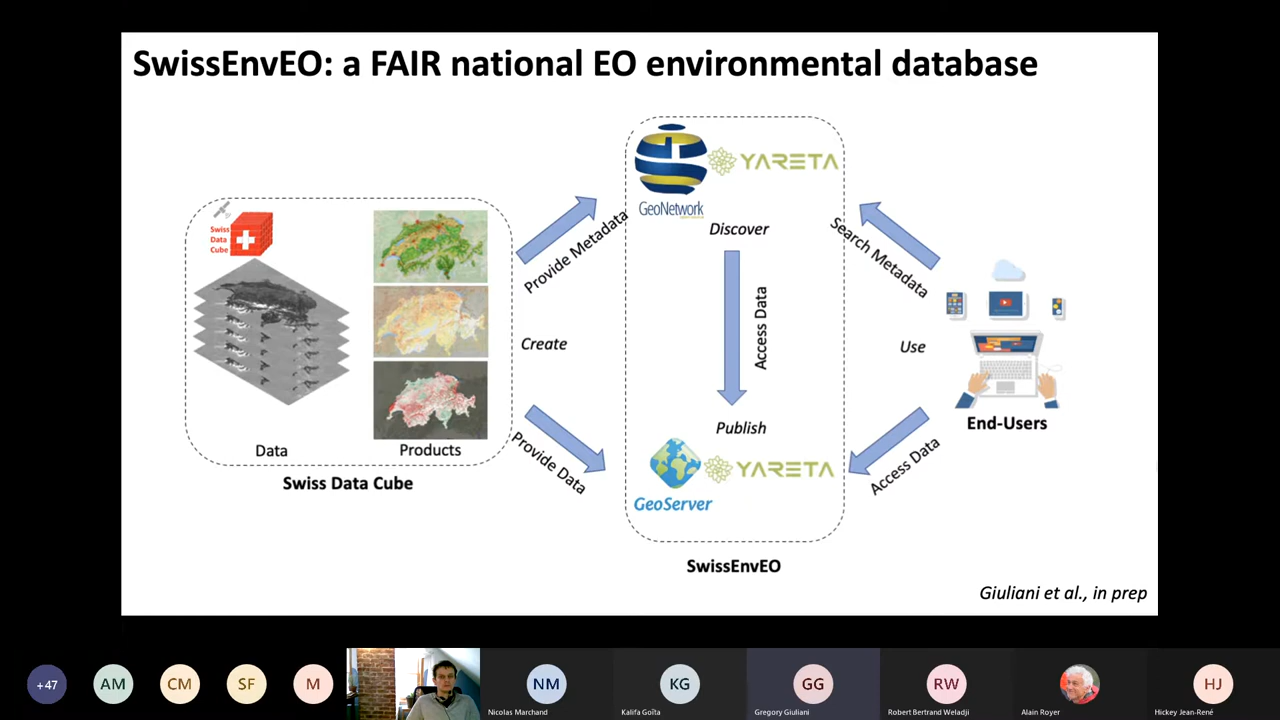 SwissEnvEO: a FAIR national EO environmental database
Swiss
Data
Cube
Data
Products
Swiss Data Cube
Provide Metadata
Create
Provide Data
GeoNetwork
YARETA
Discover
Access Data
Publish
GeoServer
YARETA
SwissEnvEO
Search Metadata
Use
Access Data
End-Users
Giuliani et al., in prep
+47
AM
CM
SF
M
NM
Nicolas Marchand
KG
Kalifa Goïta
GG
Gregory Giuliani
RW
Robert Bertrand Weladji
Alain Royer
HJ
Hickey Jean-René